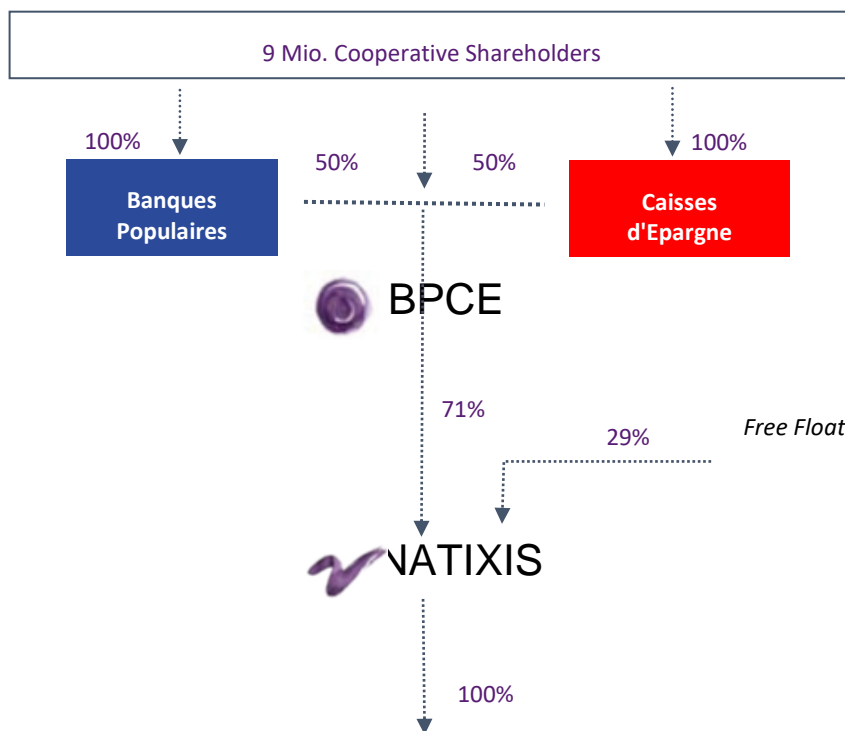 9 Mio. Cooperative Shareholders
100%
50%
50%
100%
Banques
Populaires
Caisses
d'Epargne
BPCE
71%
29%
Free Float
NATIXIS
100%